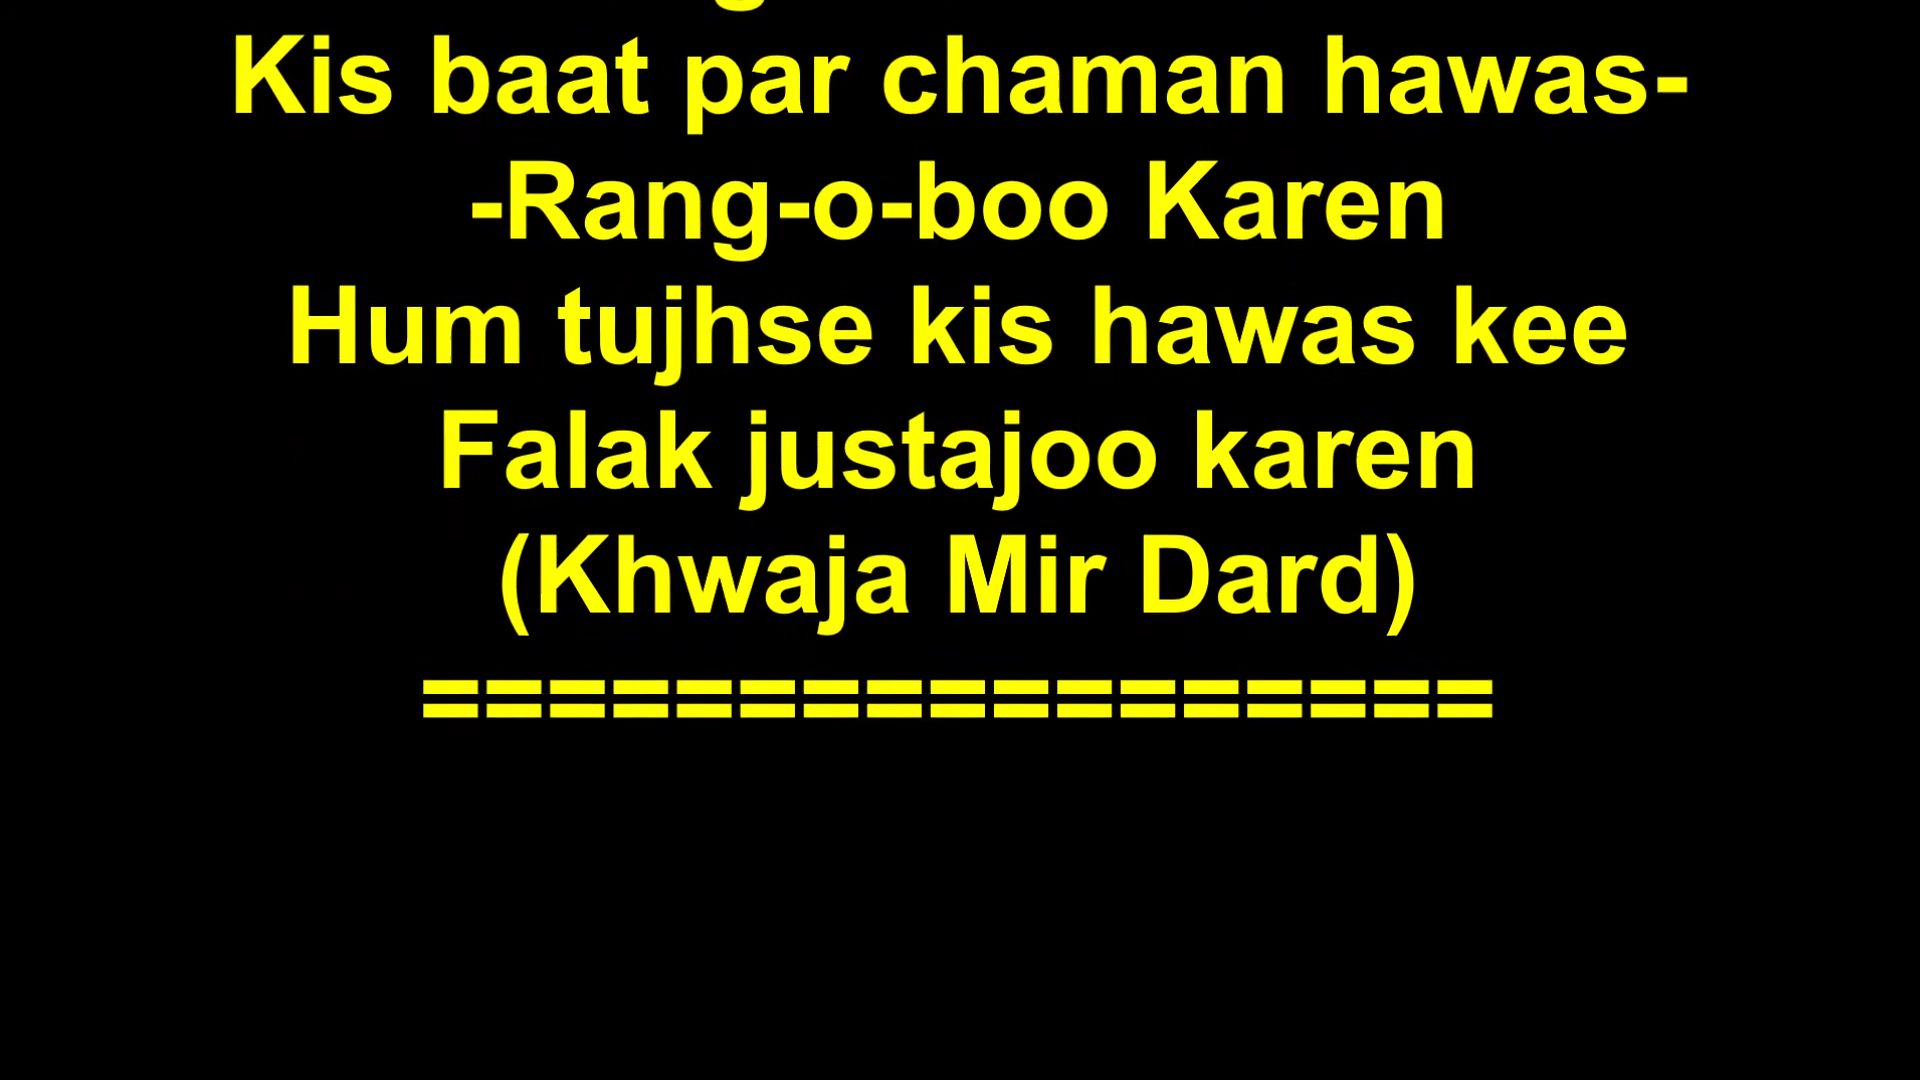 Kis baat par chaman hawas-
-Rang-o-boo Karen
Hum tujhse kis hawas kee
Falak justajoo karen
(Khwaja Mir Dard)
=================